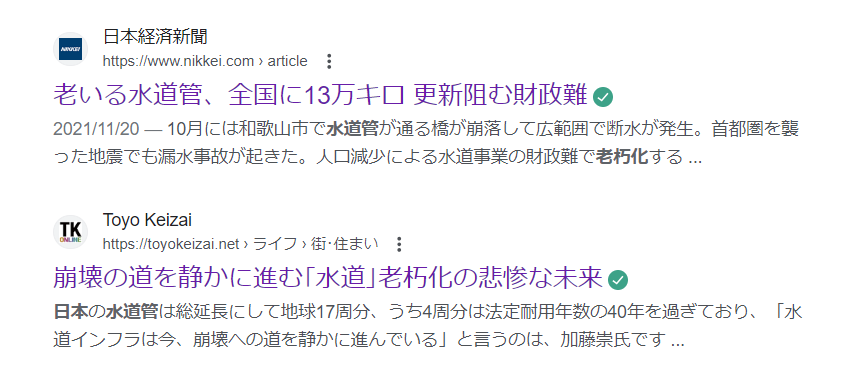 日本経済新聞
NIKKEI
https://www.nikkei.com › article
老いる水道管、全国に13万キロ 更新阻む財政難
2021/11/20 — 10月には和歌山市で水道管が通る橋が崩落して広範囲で断水が発生。首都圏を襲
った地震でも漏水事故が起きた。人口減少による水道事業の財政難で老朽化する ...
Toyo Keizai
TK
ONLINE
https://toyokeizai.net › ライフ › 街･住まい
崩壊の道を静かに進む｢水道｣老朽化の悲惨な未来
日本の水道管は総延長にして地球17周分、うち4周分は法定耐用年数の40年を過ぎており、「水
道インフラは今、崩壊への道を静かに進んでいる」と言うのは、加藤崇氏です ...